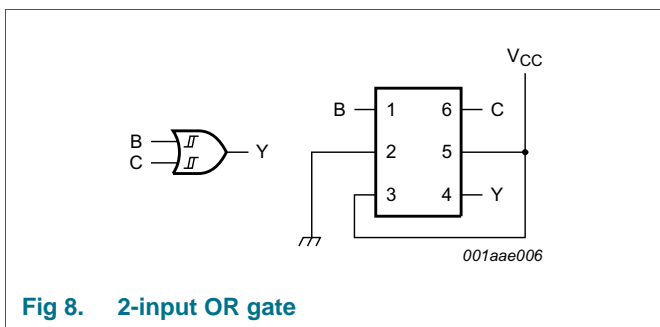 VCC
B 1 6 C
B
Y
C
2 5
3 4 Y
001aae006
Fig 8. 2-input OR gate